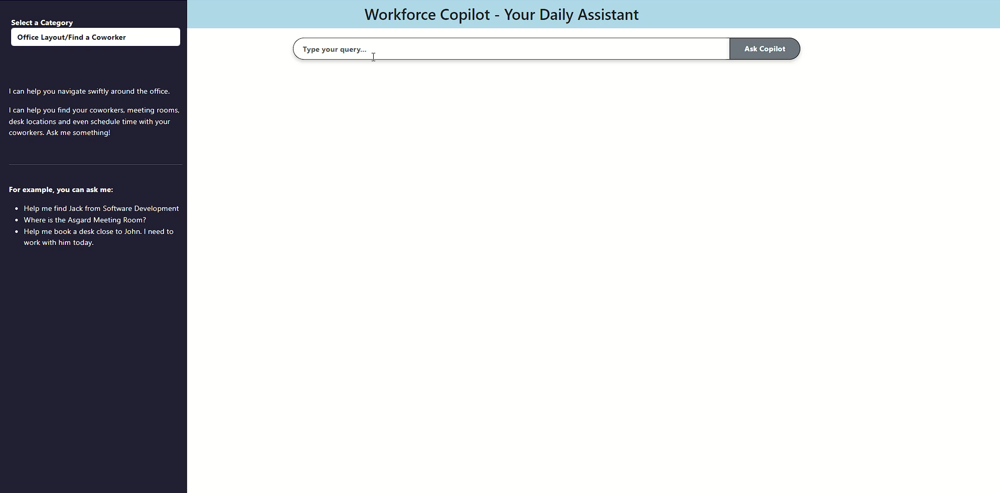 Select a Category
Office Layout/Find a Coworker
I can help you navigate swiftly around the office.
I can help you find your coworkers, meeting rooms,
desk locations and even schedule time with your
coworkers. Ask me something!
For example, you can ask me:
Help me find Jack from Software Development
Where is the Asgard Meeting Room?
Help me book a desk close to John. I need to
work with him today.
Workforce Copilot - Your Daily Assistant
Type your query...
Ask Copilot